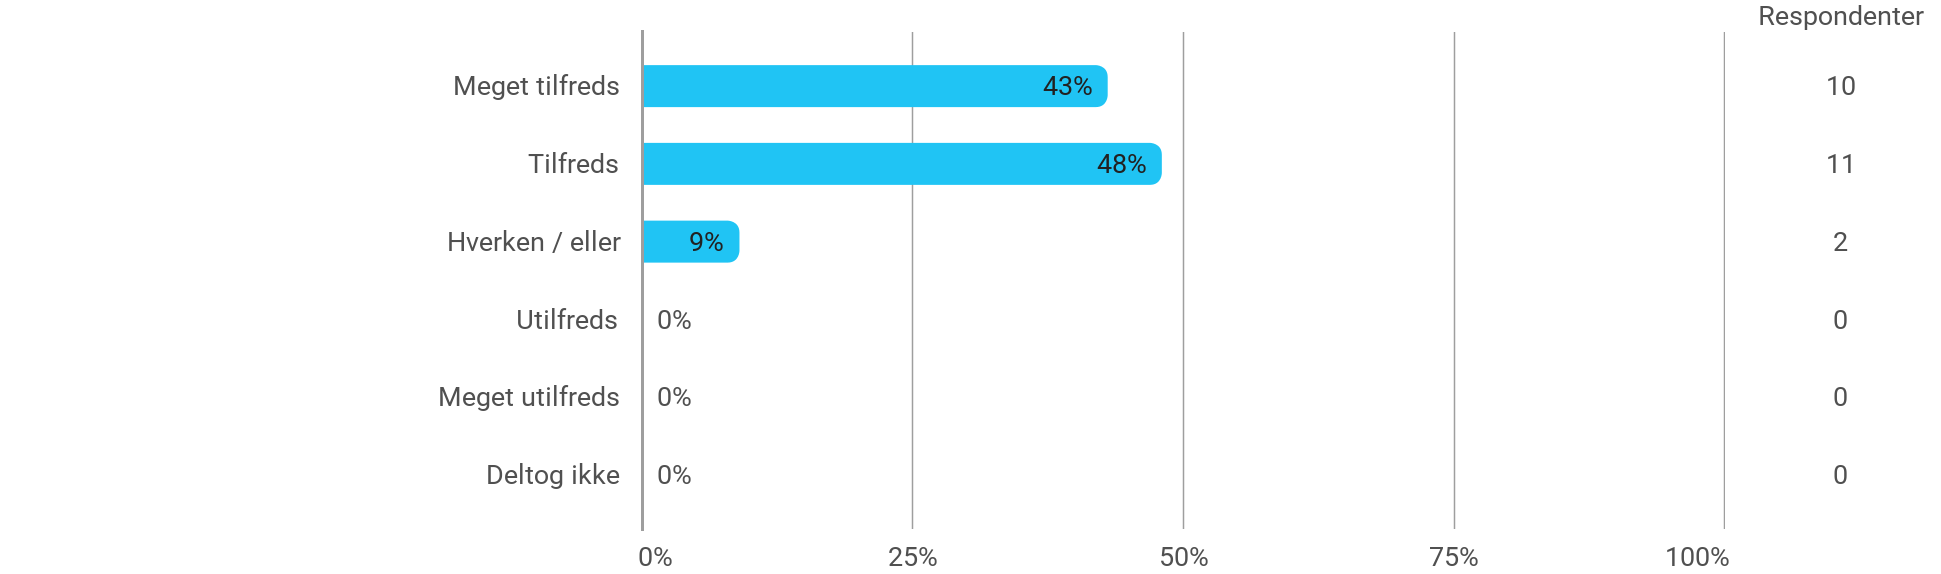 Respondenter
Meget tilfreds 43% 10
Tilfreds 48% 11
Hverken / eller 9% 2
Utilfreds 0% 0
Meget utilfreds 0% 0
Deltog ikke 0% 0
0% 25% 50% 75% 100%